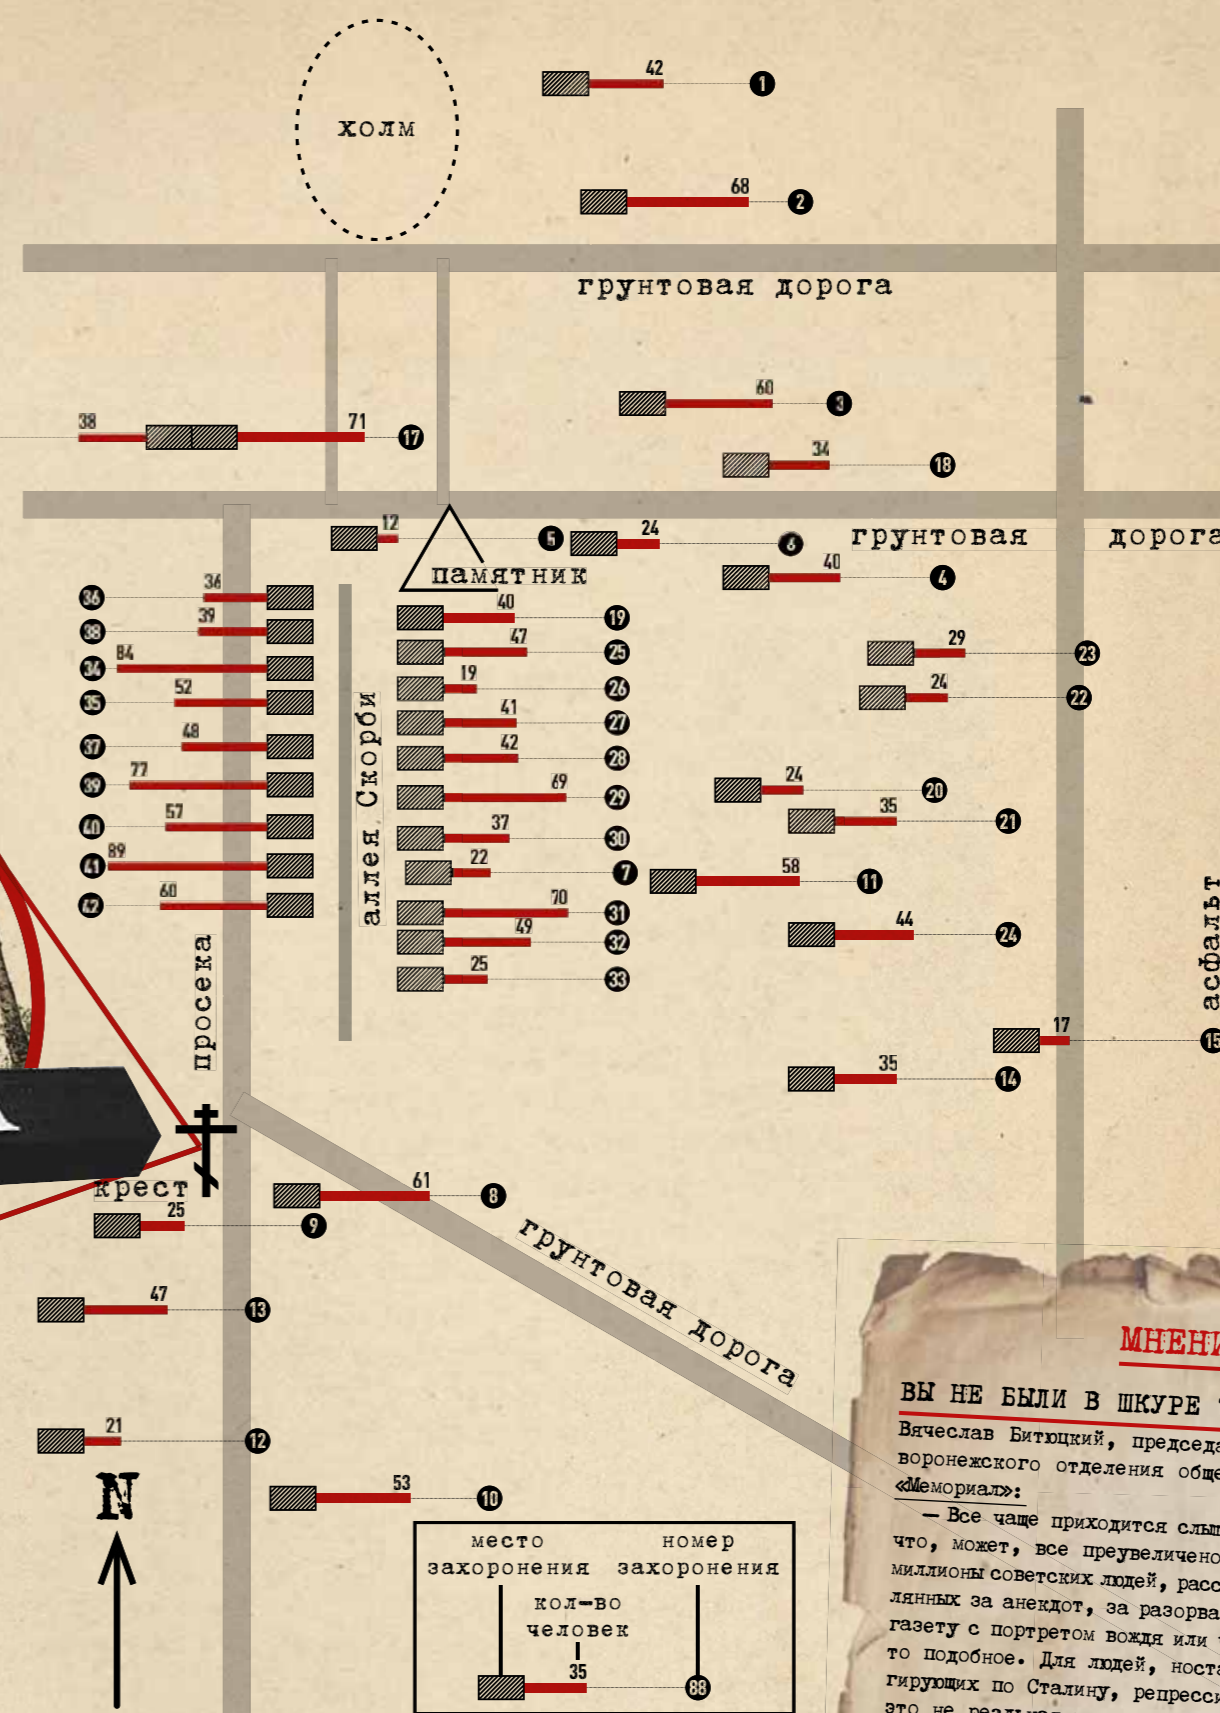 42 1
холм
68 2
грунтовая дорога
60 3
38 71 17
34 18
12 5
24 6
грунтовая дорога
40 4
памятник
36 36
40 19
38 39
47 25
29 23
34 84
19 26
24 22
35 52
41 27
37 48
42 28
39 77
69 29
24 20
40 57
37 30
35 21
41 89
22 7
58 11
42 60
70 31
49 32
44 24
25 33
аллея Скорби
просека
асфальт
17 15
35 14
крест
61 8
25 9
грунтовая дорога
47 13
21 12
N
53 10
место
захоронения
номер
захоронения
кол-во
человек
35 88
МНЕНИ
ВЫ НЕ БЫЛИ В ШКУРЕ
Вячеслав Битюцкий, председа
воронежского отделения обще
«Мемориал»:
— Все чаще приходится слыш
что, может, все преувеличено
миллионы советских людей, расс
лянных за анекдот, за разорва
газету с портретом вождя или
то подобное. Для людей, носта
гирующих по Сталину, репресси
это не реальная